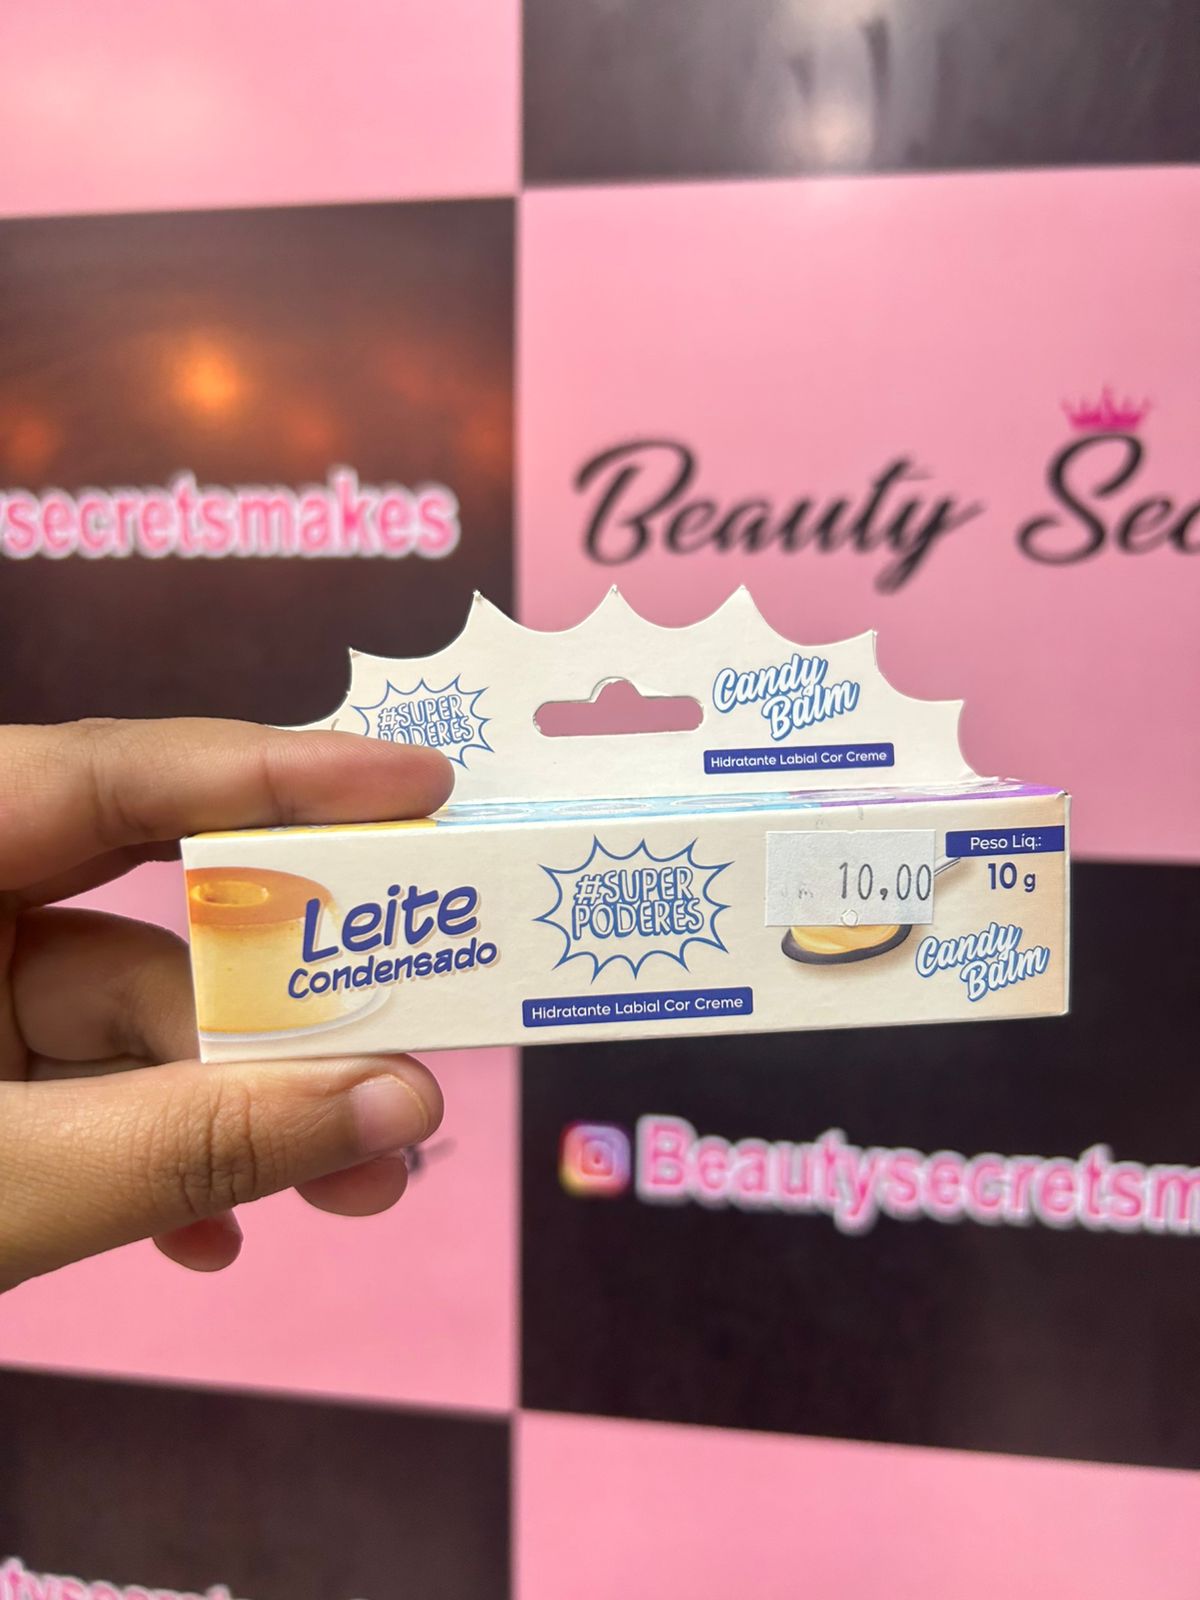 ysecretsmakes
Beauty Sec
#SUPER
PODERES
Candy
Balm
Hidratante Labial Cor Creme
Leite
Condensado
#SUPER
PODERES
Hidratante Labial Cor Creme
10,00
Peso Líq.:
10 g
Candy
Balm
Beautysecretsm
tysecretsmakes